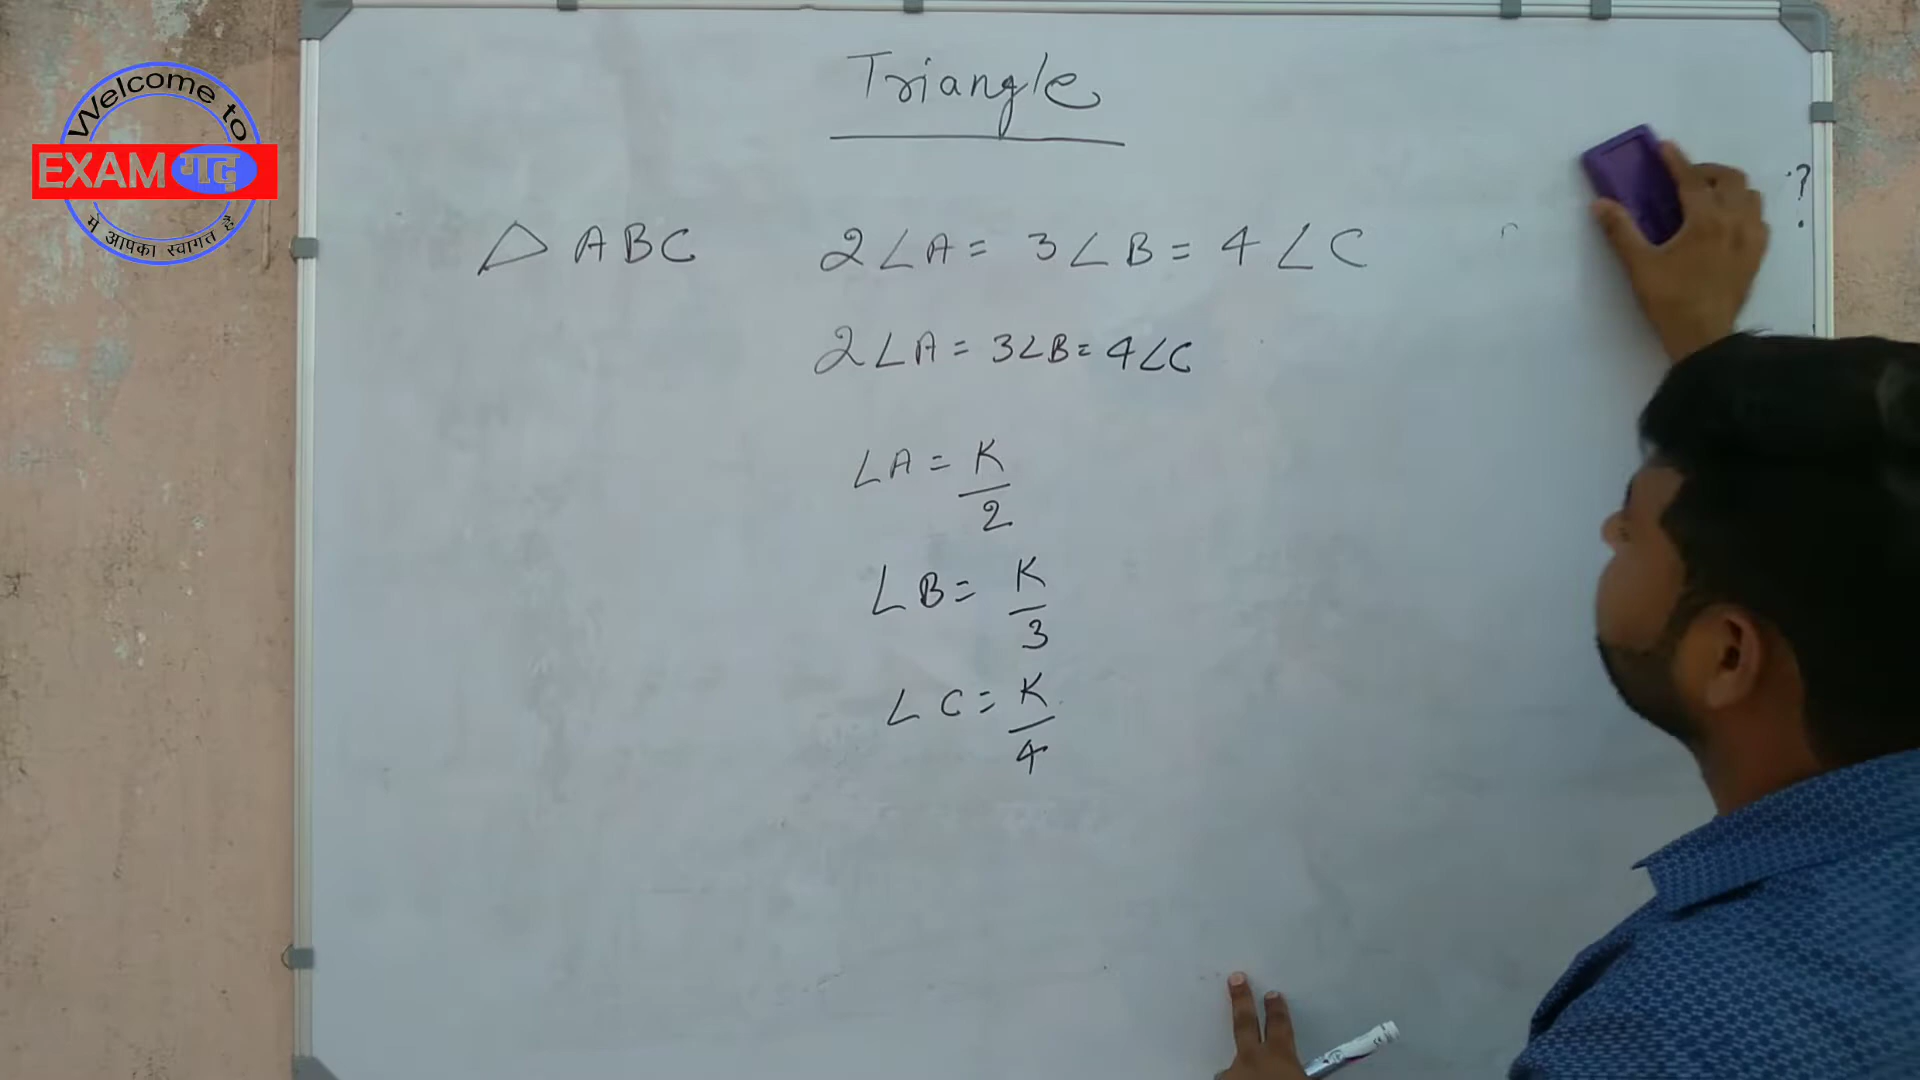 Welcome to
EXAM गढ़
मे आपका स्वागत है
Triangle
?
△ ABC 2∠A = 3∠B = 4∠C
2∠A = 3∠B = 4∠C
∠A = K/2
∠B = K/3
∠C = K/4